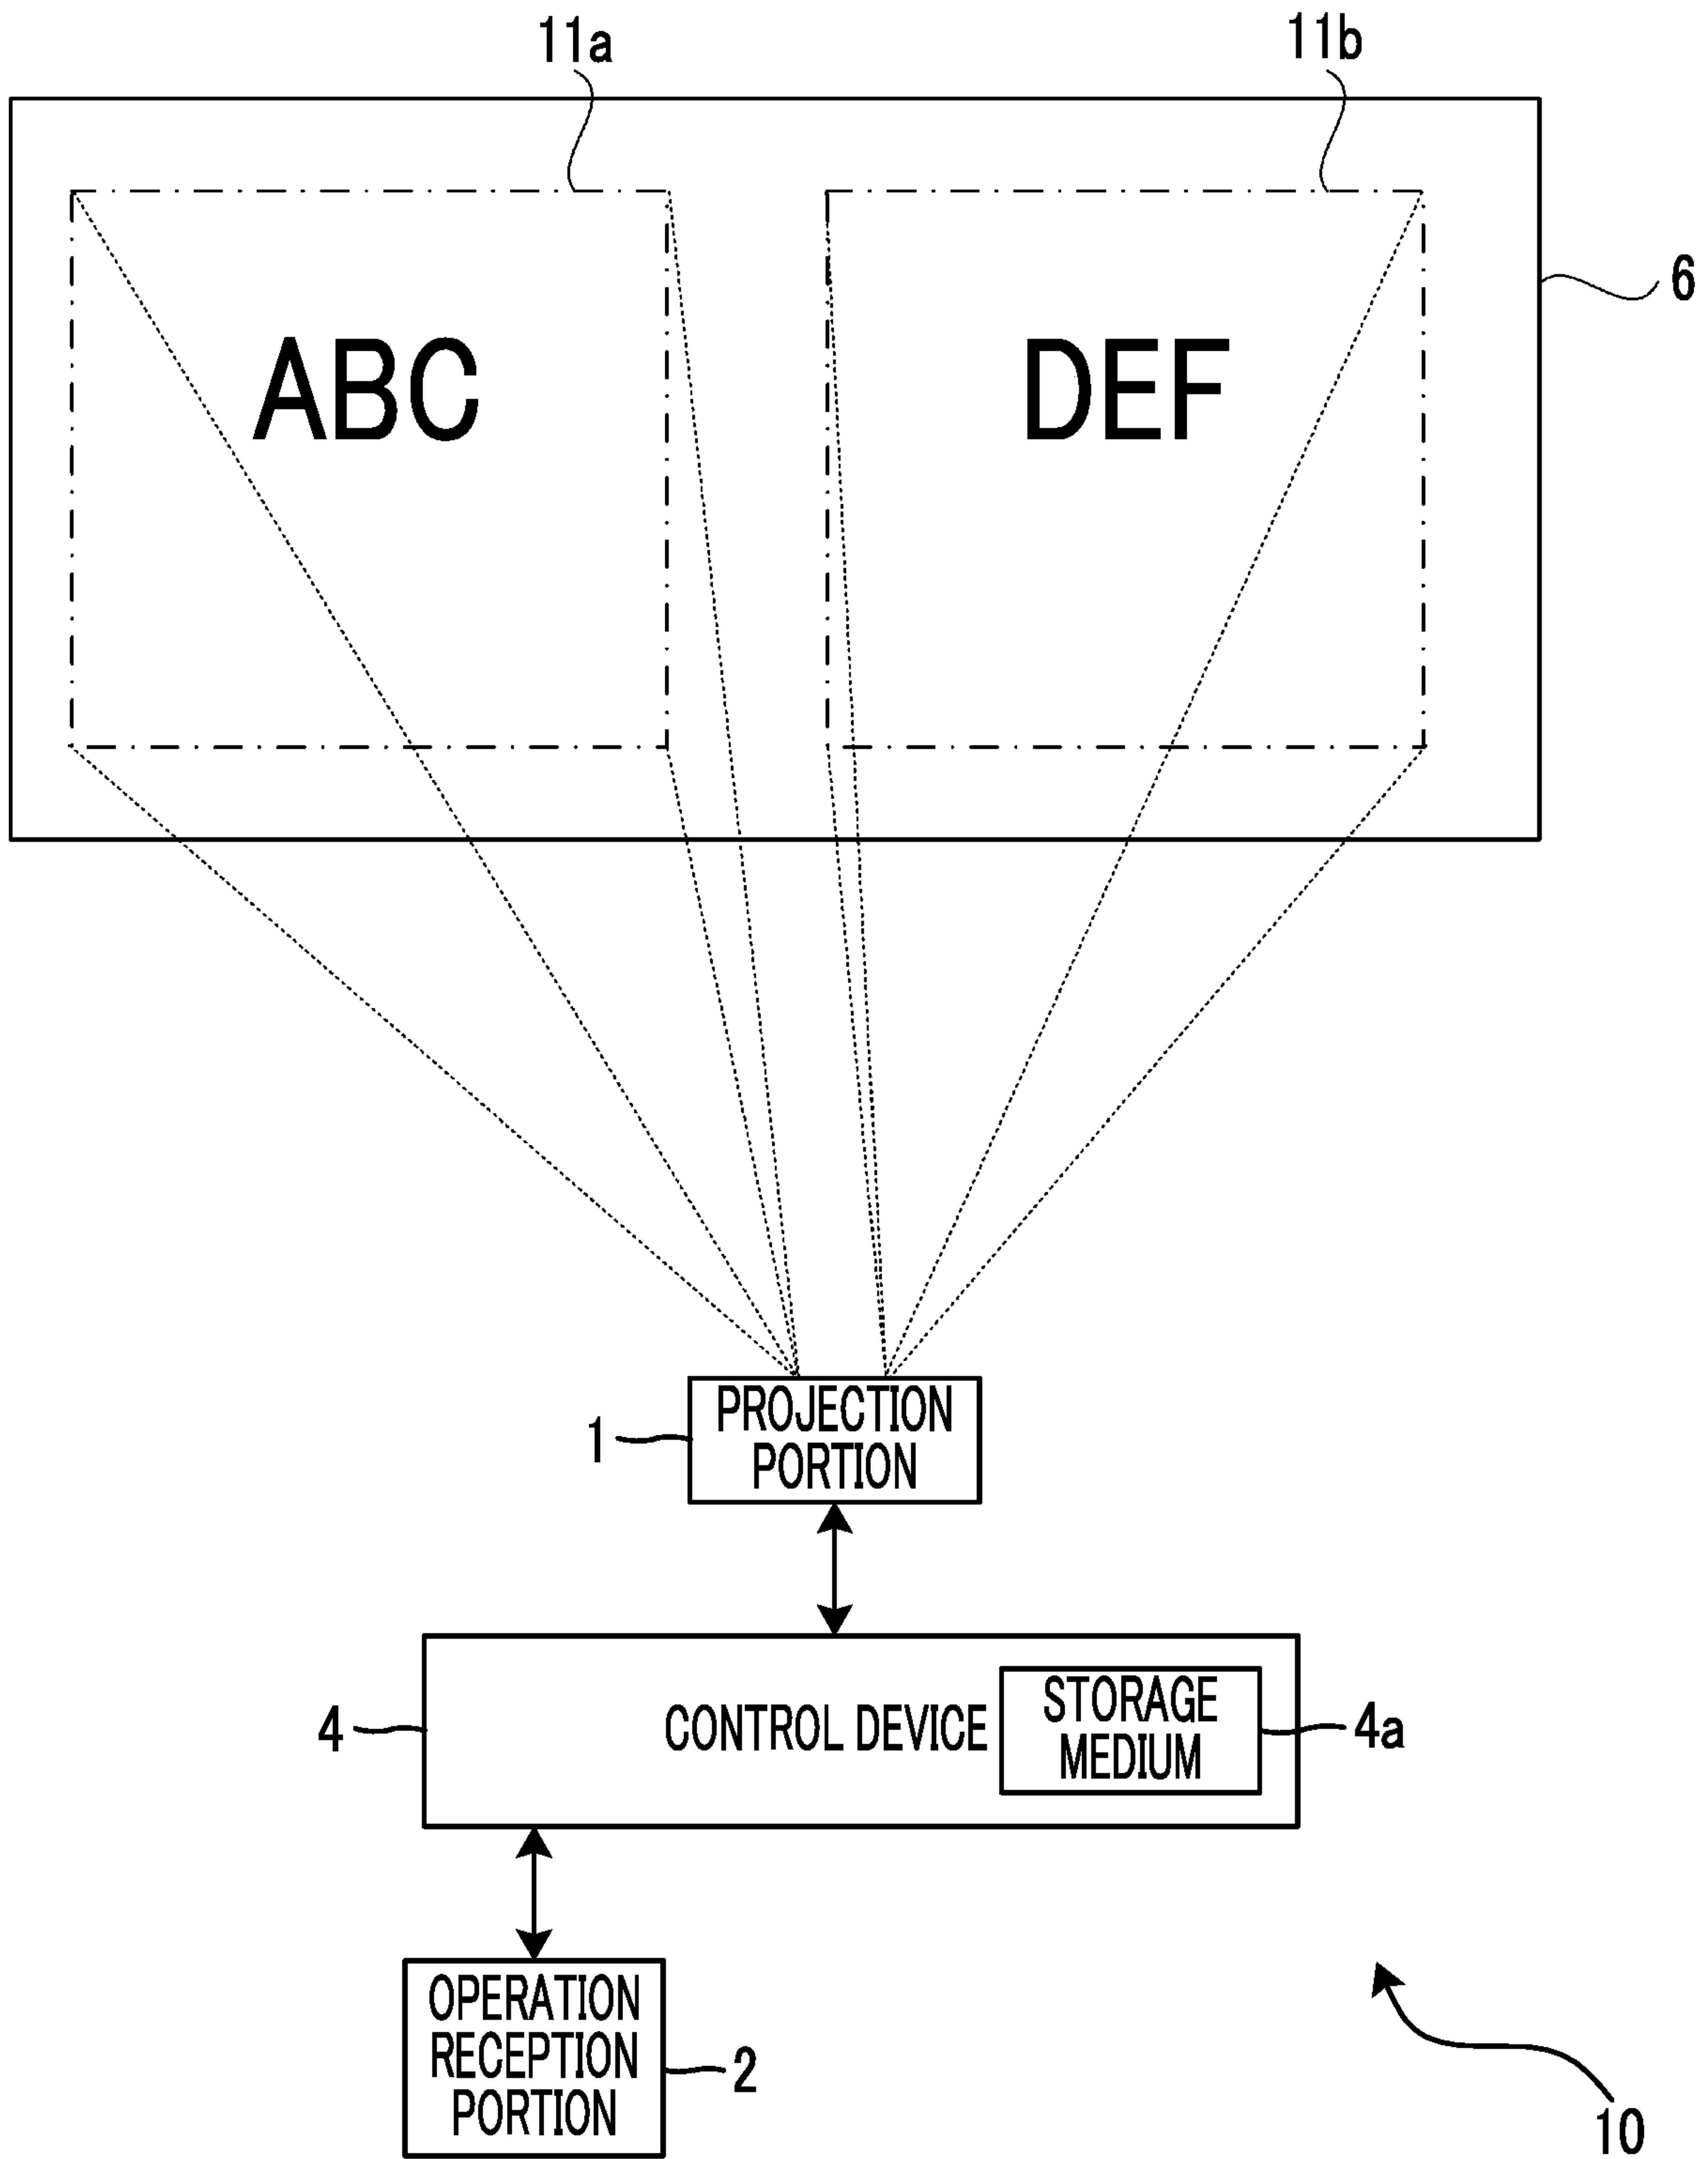 11a
11b
6
ABC
DEF
1
PROJECTION
PORTION
4
CONTROL DEVICE
STORAGE
MEDIUM
4a
OPERATION
RECEPTION
PORTION
2
10